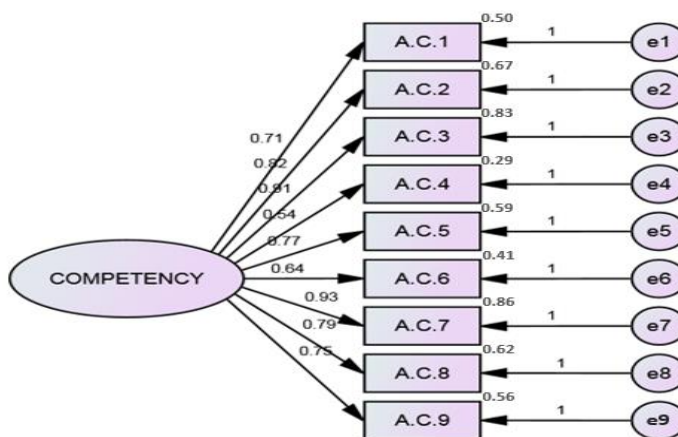 0.50
A.C.1
1
e1
0.67
A.C.2
1
e2
0.71
0.83
A.C.3
1
e3
0.82
0.91
0.29
A.C.4
1
e4
0.54
0.59
A.C.5
1
e5
0.77
0.41
COMPETENCY
0.64
A.C.6
1
e6
0.93
0.86
A.C.7
1
e7
0.79
0.62
A.C.8
1
e8
0.75
0.56
A.C.9
1
e9